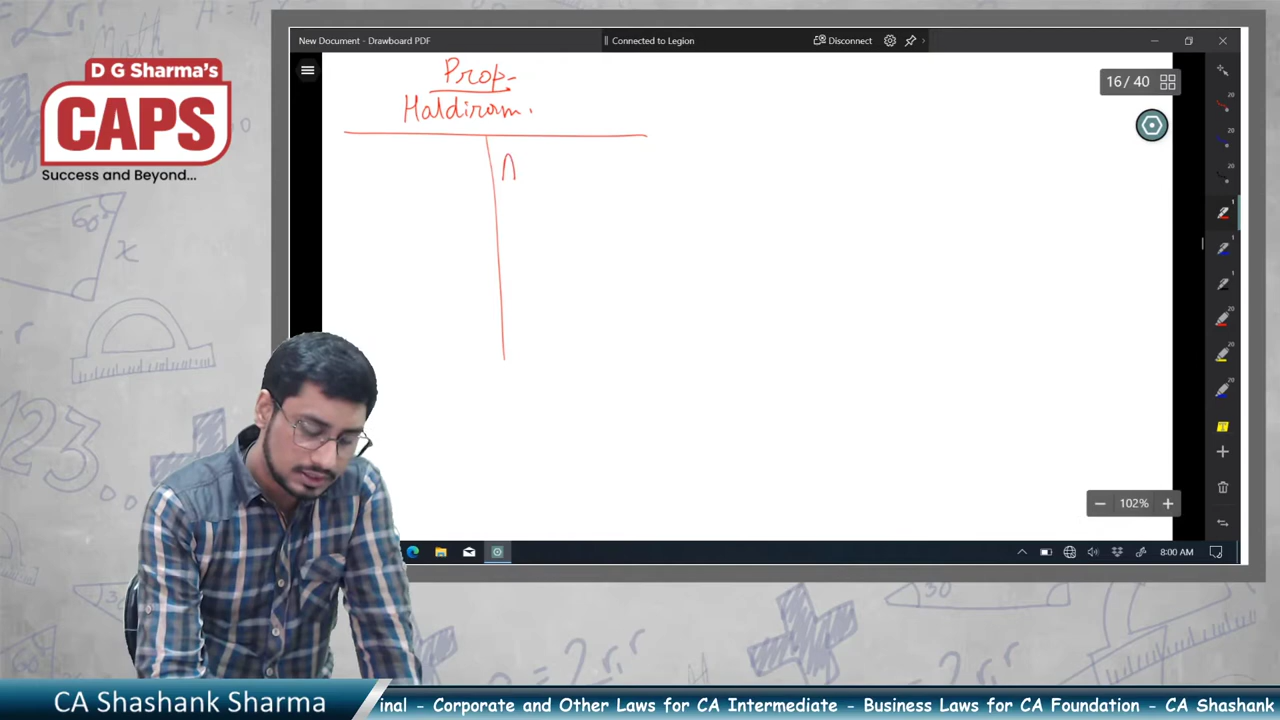 D G Sharma's
CAPS
Success and Beyond...
New Document - Drawboard PDF
Connected to Legion
Disconnect
16 / 40
Prop-
Haldiram.
102%
8:00 AM
CA Shashank Sharma
inal - Corporate and Other Laws for CA Intermediate - Business Laws for CA Foundation - CA Shashank